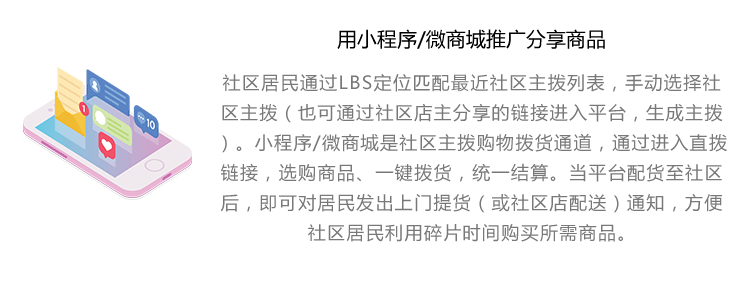 用小程序/微商城推广分享商品
社区居民通过LBS定位匹配最近社区主拨列表，手动选择社
区主拨（也可通过社区店主分享的链接进入平台，生成主拨
）。小程序/微商城是社区主拨购物拨货通道，通过进入直拨
链接，选购商品、一键拨货，统一结算。当平台配货至社区
后，即可对居民发出上门提货（或社区店配送）通知，方便
社区居民利用碎片时间购买所需商品。
1
10